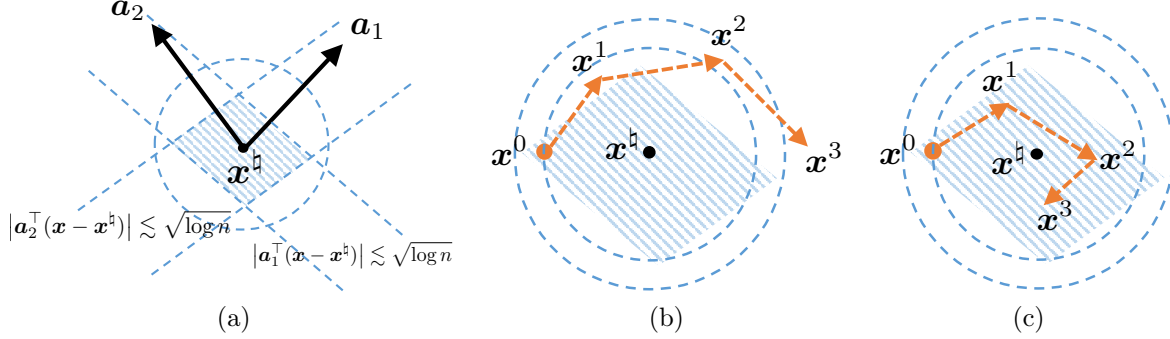 a₂
a₁
x♮
|a₂⊤(x − x♮)| ≲ √log n
|a₁⊤(x − x♮)| ≲ √log n
(a)
x⁰
x¹
x²
x♮
x³
(b)
x⁰
x¹
x♮
x²
x³
(c)